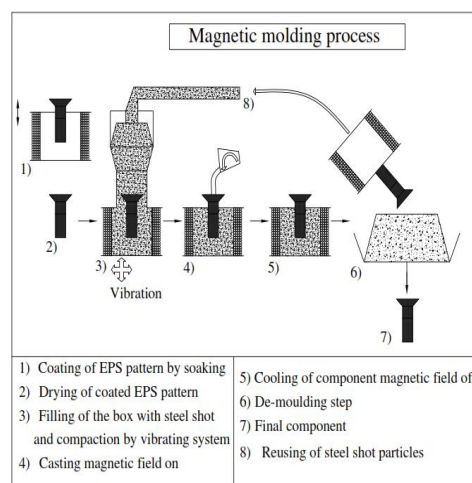 Magnetic molding process
8)
1)
2)
3)
4)
5)
6)
Vibration
7)
1) Coating of EPS pattern by soaking
2) Drying of coated EPS pattern
3) Filling of the box with steel shot
and compaction by vibrating system
4) Casting magnetic field on
5) Cooling of component magnetic field of
6) De-moulding step
7) Final component
8) Reusing of steel shot particles